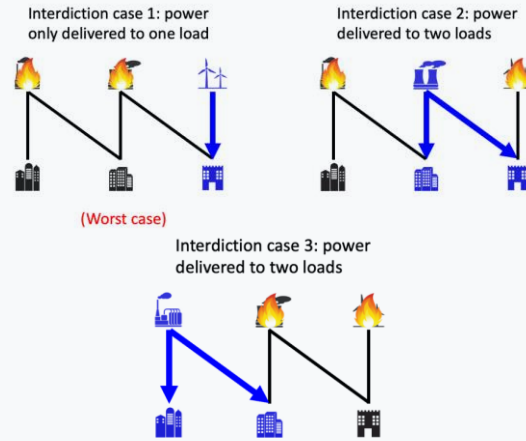 Interdiction case 1: power
only delivered to one load
Interdiction case 2: power
delivered to two loads
(Worst case)
Interdiction case 3: power
delivered to two loads